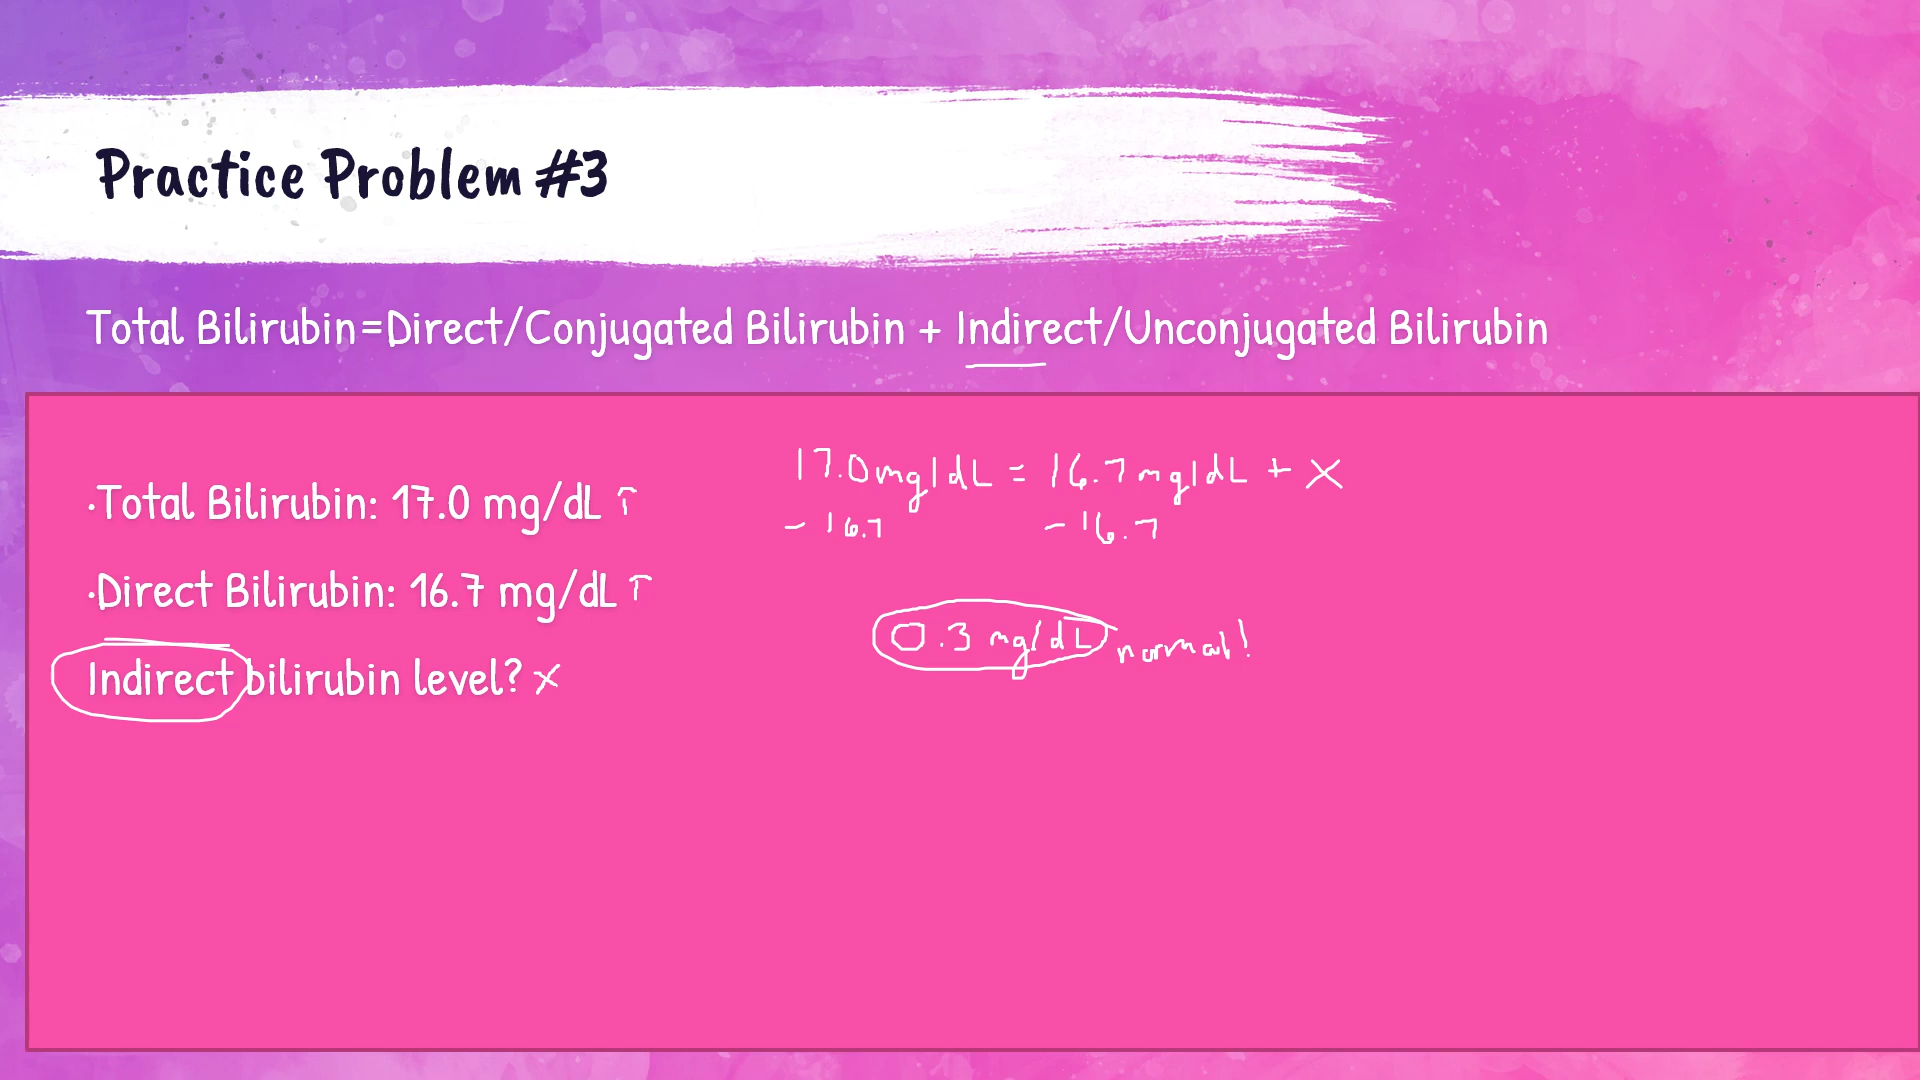 Practice Problem #3
Total Bilirubin=Direct/Conjugated Bilirubin + Indirect/Unconjugated Bilirubin
•Total Bilirubin: 17.0 mg/dL ↑
•Direct Bilirubin: 16.7 mg/dL ↑
Indirect bilirubin level? x
17.0mg/dL = 16.7mg/dL + X
- 16.7 - 16.7
0.3 mg/dL normal!